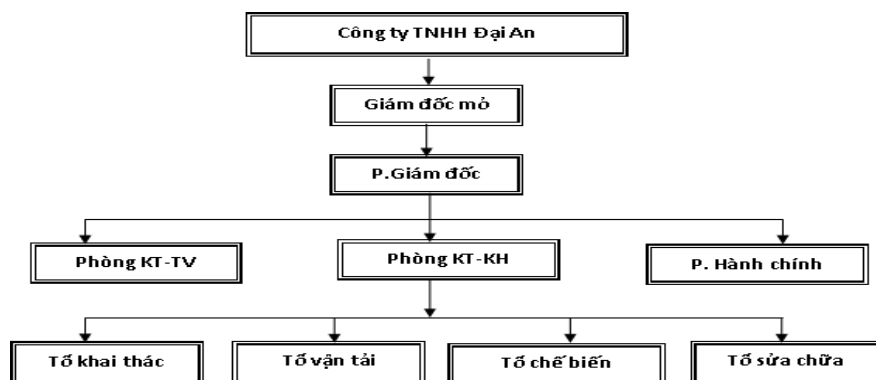 Công ty TNHH Đại An
Giám đốc mỏ
P.Giám đốc
Phòng KT-TV
Phòng KT-KH
P. Hành chính
Tổ khai thác
Tổ vận tải
Tổ chế biến
Tổ sửa chữa